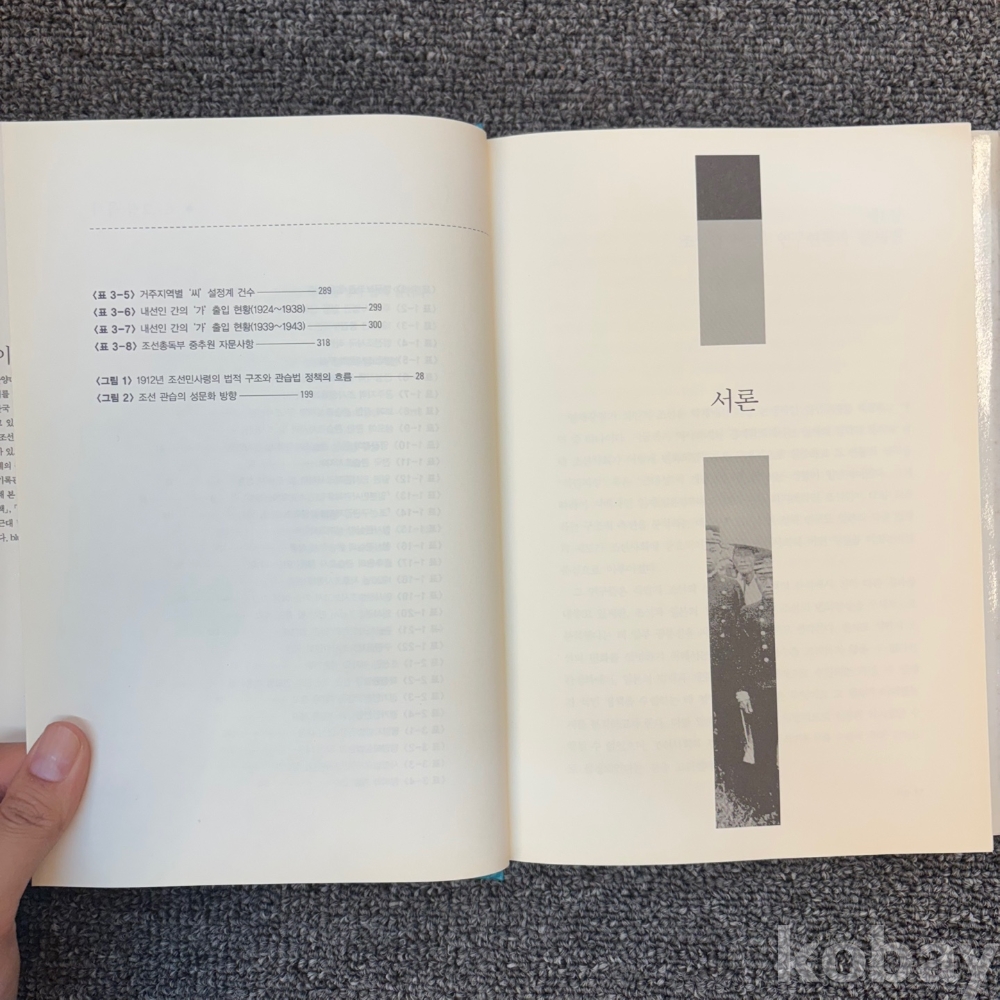 〈표 3-5〉 거주지역별 '씨' 설정계 건수 289
〈표 3-6〉 내선인 간의 '가' 출입 현황(1924~1938) 299
〈표 3-7〉 내선인 간의 '가' 출입 현황(1939~1943) 300
〈표 3-8〉 조선총독부 중추원 자문사항 318
〈그림 1〉 1912년 조선민사령의 법적 구조와 관습법 정책의 흐름 28
〈그림 2〉 조선 관습의 성문화 방향 199
서론
kobay